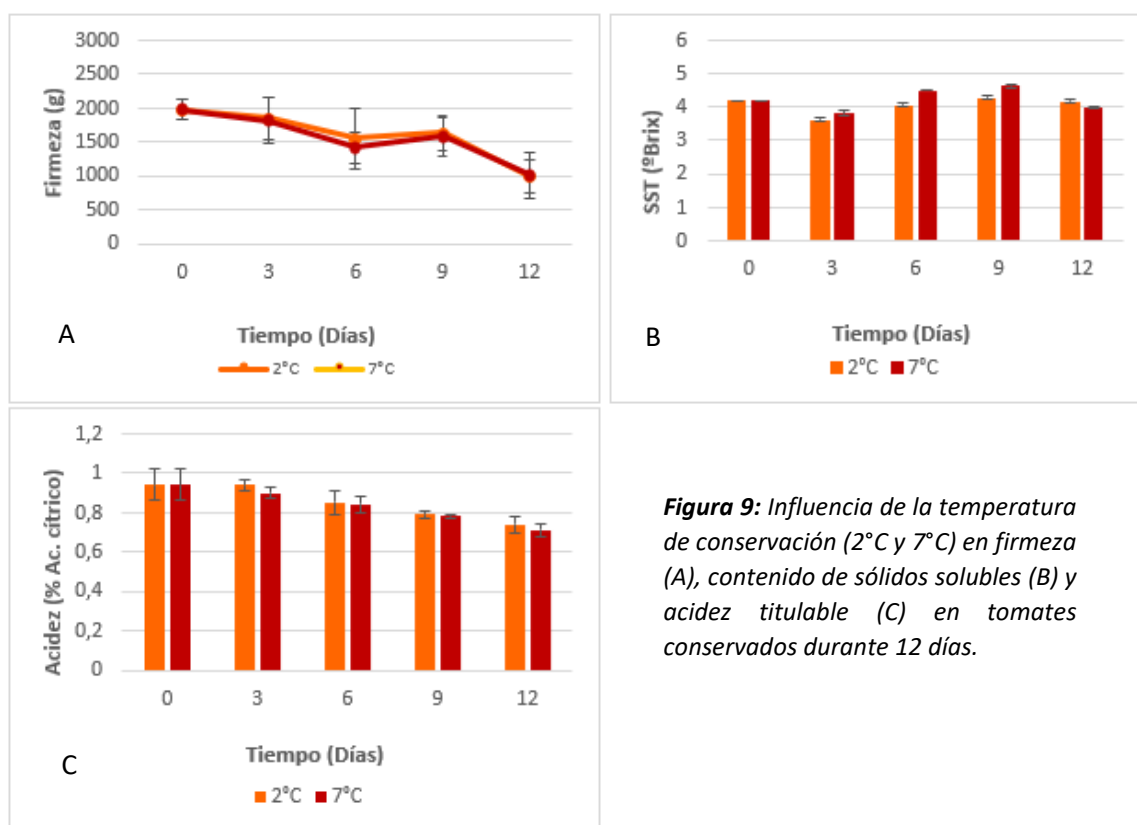 3000
2500
2000
1500
1000
500
0
Firmeza (g)
0 3 6 9 12
Tiempo (Días)
A
2°C 7°C
6
5
4
3
2
1
0
SST (ºBrix)
0 3 6 9 12
Tiempo (Días)
B
2ºC 7ºC
1,2
1
0,8
0,6
0,4
0,2
0
Acidez (% Ac. cítrico)
0 3 6 9 12
Tiempo (Días)
C
2ºC 7ºC
Figura 9: Influencia de la temperatura
de conservación (2°C y 7°C) en firmeza
(A), contenido de sólidos solubles (B) y
acidez titulable (C) en tomates
conservados durante 12 días.